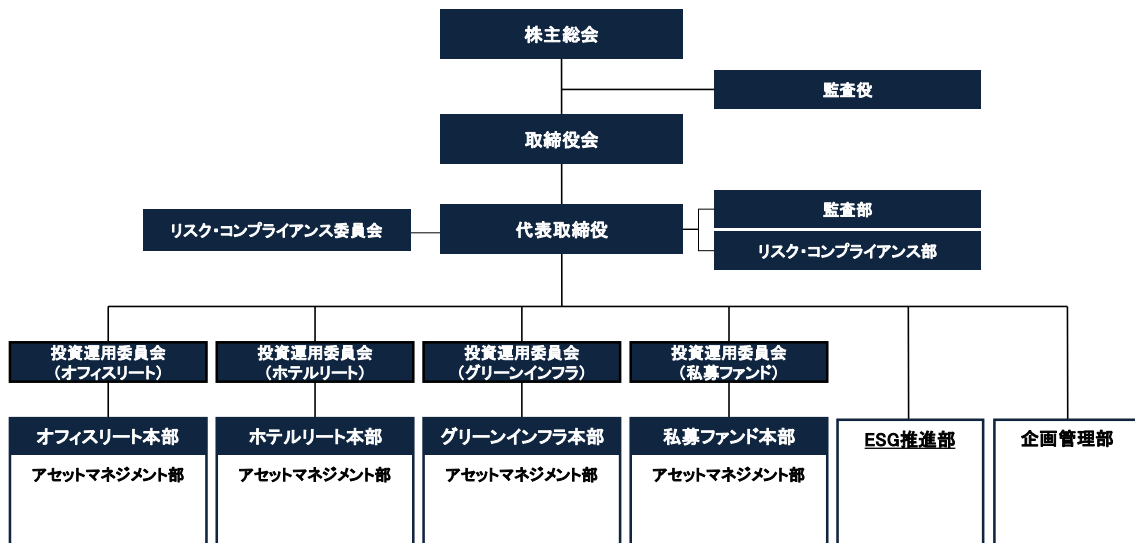 株主総会
監査役
取締役会
リスク・コンプライアンス委員会
代表取締役
監査部
リスク・コンプライアンス部
投資運用委員会
(オフィスリート)
投資運用委員会
(ホテルリート)
投資運用委員会
(グリーンインフラ)
投資運用委員会
(私募ファンド)
オフィスリート本部
アセットマネジメント部
ホテルリート本部
アセットマネジメント部
グリーンインフラ本部
アセットマネジメント部
私募ファンド本部
アセットマネジメント部
ESG推進部
企画管理部